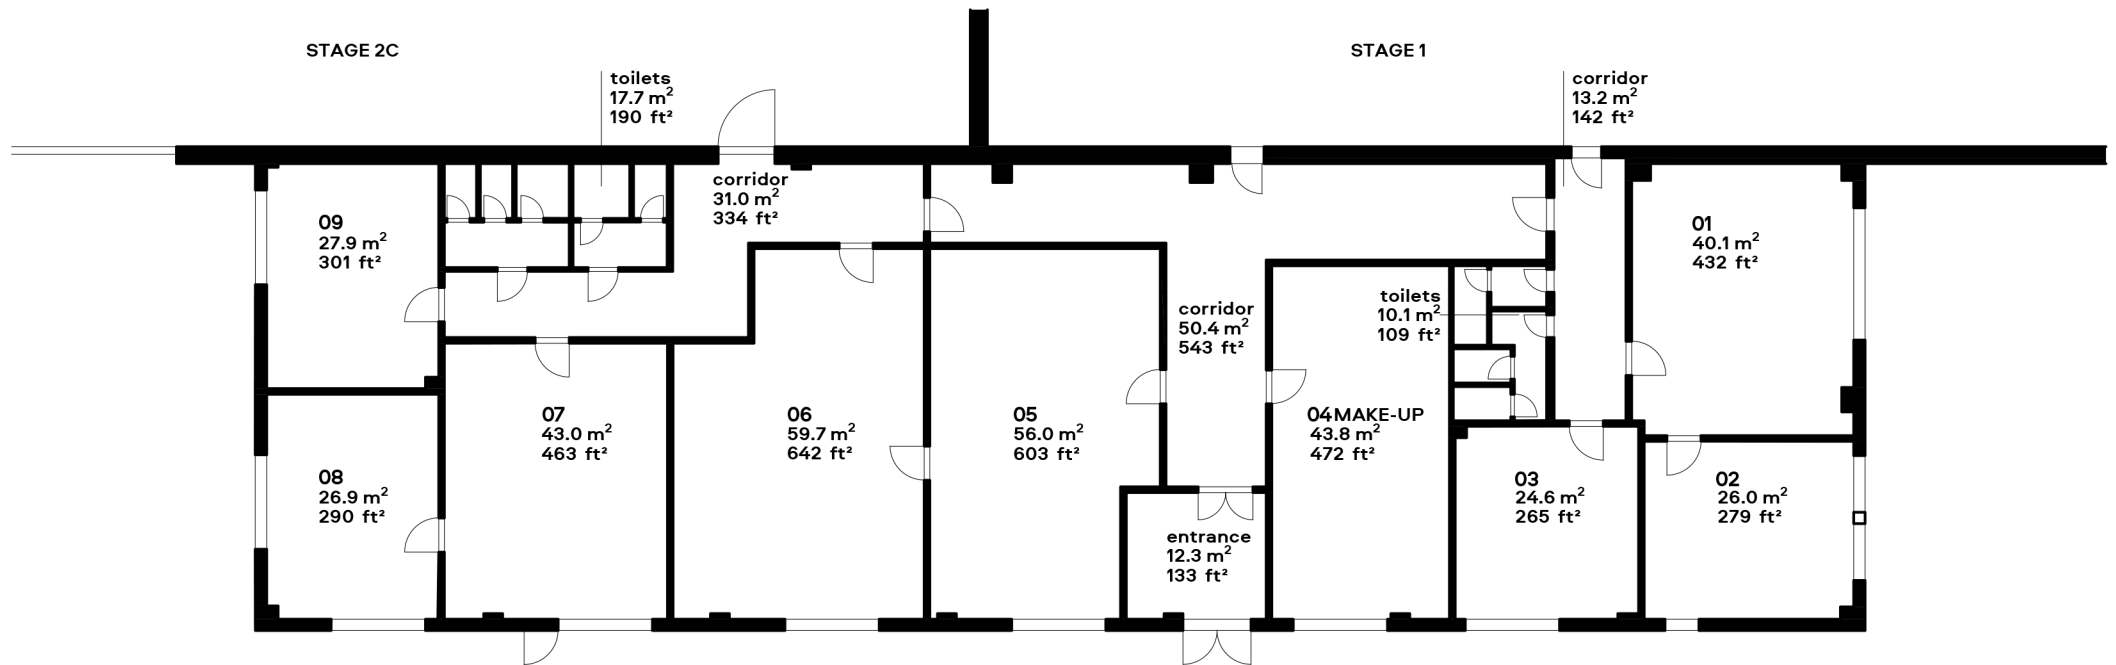 STAGE 2C
STAGE 1
toilets
17.7 m²
190 ft²
corridor
13.2 m²
142 ft²
corridor
31.0 m²
334 ft²
09
27.9 m²
301 ft²
01
40.1 m²
432 ft²
toilets
10.1 m²
109 ft²
corridor
50.4 m²
543 ft²
07
43.0 m²
463 ft²
06
59.7 m²
642 ft²
05
56.0 m²
603 ft²
04 MAKE-UP
43.8 m²
472 ft²
08
26.9 m²
290 ft²
03
24.6 m²
265 ft²
02
26.0 m²
279 ft²
entrance
12.3 m²
133 ft²